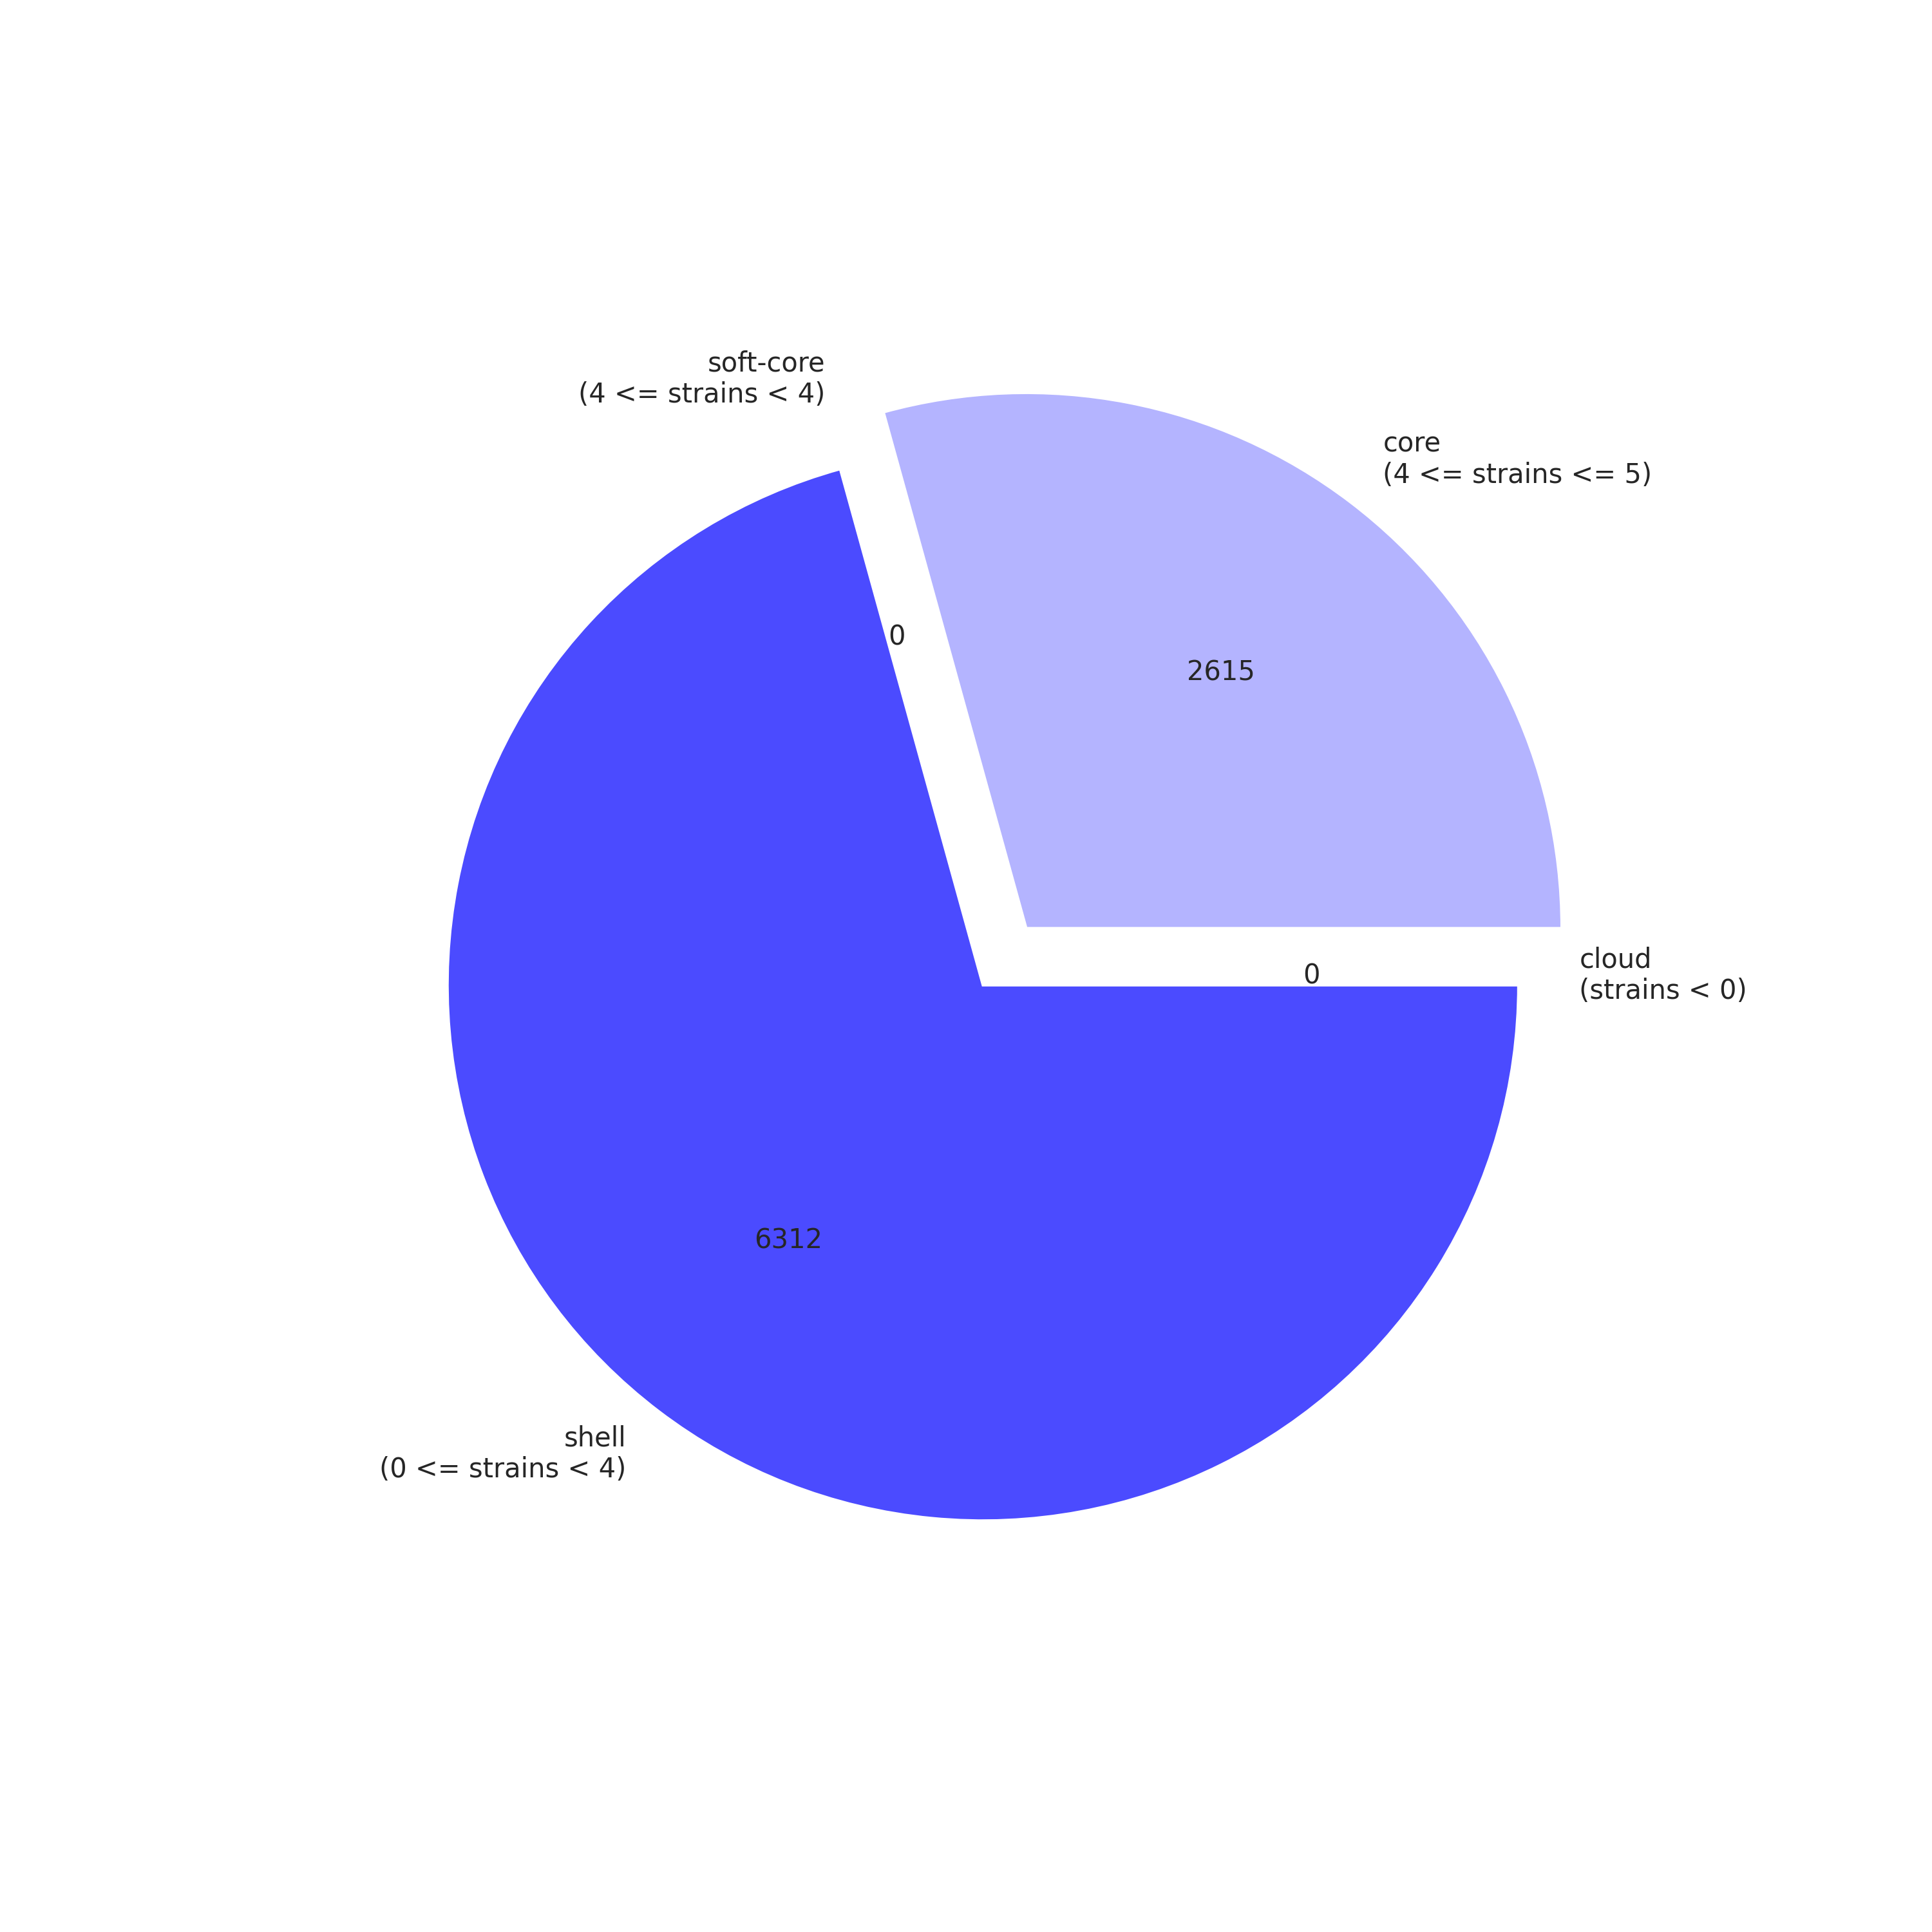 soft-core
(4 <= strains < 4)
core
(4 <= strains <= 5)
0
2615
cloud
(strains < 0)
0
6312
shell
(0 <= strains < 4)